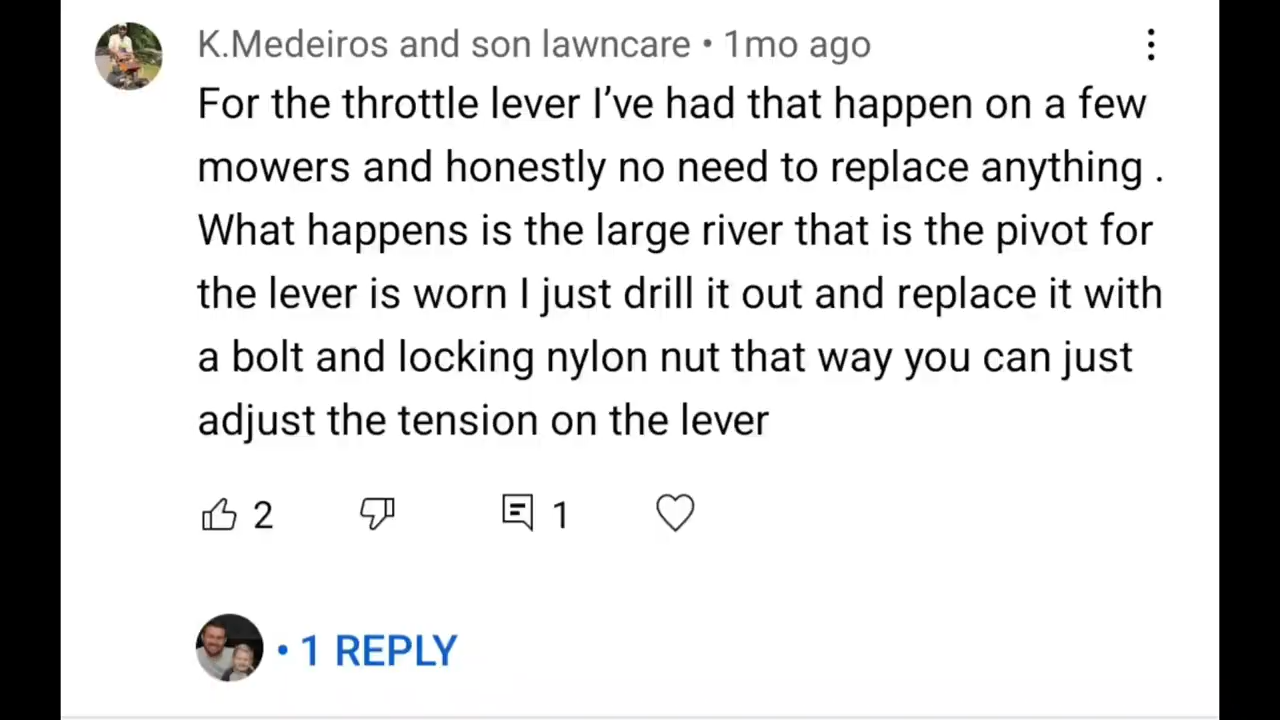 K.Medeiros and son lawncare • 1mo ago
For the throttle lever I’ve had that happen on a few
mowers and honestly no need to replace anything .
What happens is the large river that is the pivot for
the lever is worn I just drill it out and replace it with
a bolt and locking nylon nut that way you can just
adjust the tension on the lever
2 1
• 1 REPLY